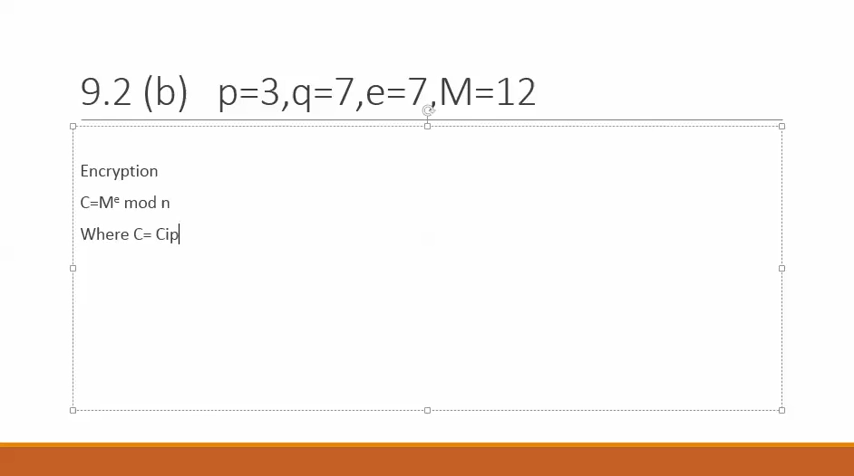 9.2 (b) p=3,q=7,e=7,M=12
Encryption
C=Mᵉ mod n
Where C= Cip